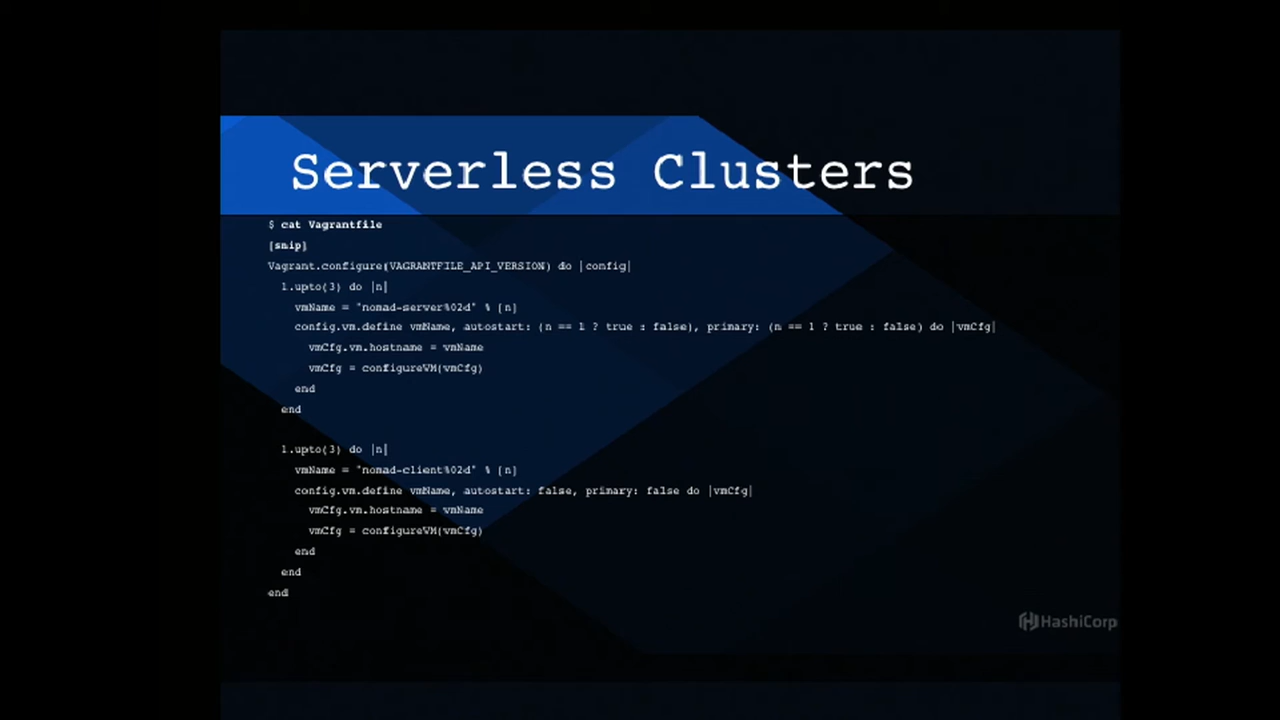 Serverless Clusters
$ cat Vagrantfile
[snip]
Vagrant.configure(VAGRANTFILE_API_VERSION) do |config|
  1.upto(3) do |n|
    vmName = "nomad-server%02d" % [n]
    config.vm.define vmName, autostart: (n == 1 ? true : false), primary: (n == 1 ? true : false) do |vmCfg|
      vmCfg.vm.hostname = vmName
      vmCfg = configureVM(vmCfg)
    end
  end
  1.upto(3) do |n|
    vmName = "nomad-client%02d" % [n]
    config.vm.define vmName, autostart: false, primary: false do |vmCfg|
      vmCfg.vm.hostname = vmName
      vmCfg = configureVM(vmCfg)
    end
  end
end
HashiCorp